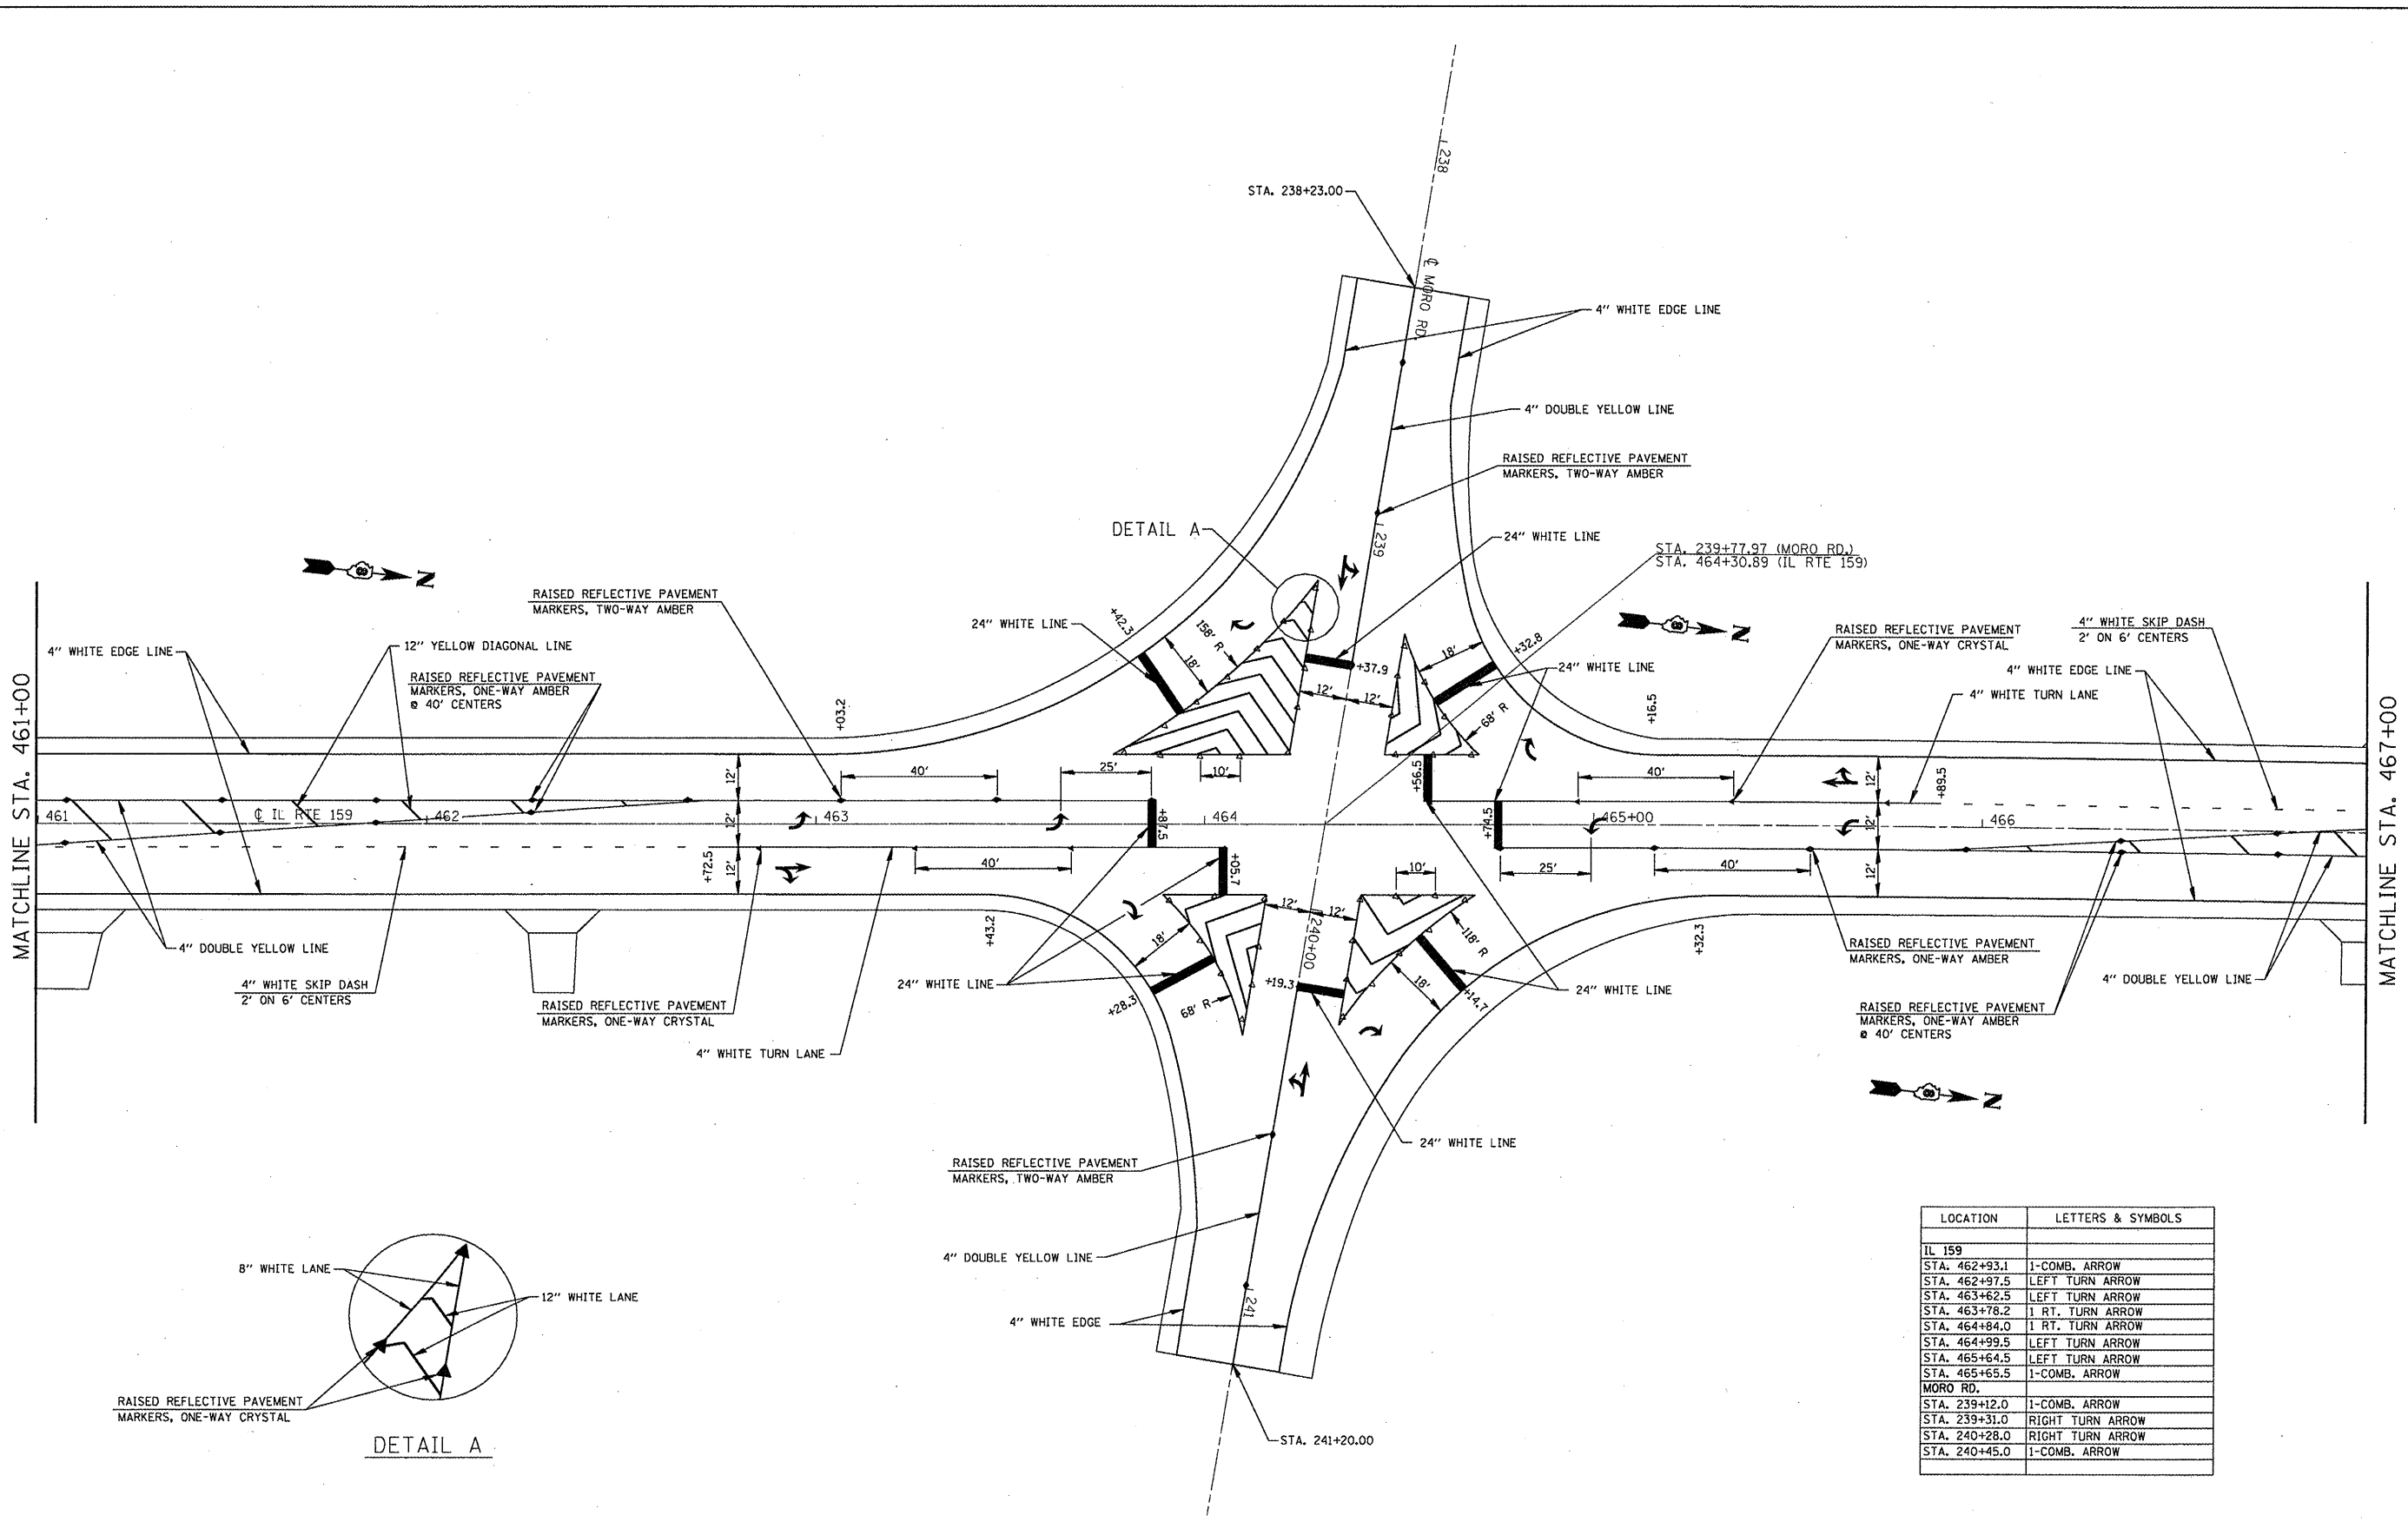 238
STA. 238+23.00
℄ MORO RD.
4" WHITE EDGE LINE
4" DOUBLE YELLOW LINE
RAISED REFLECTIVE PAVEMENT
MARKERS, TWO-WAY AMBER
DETAIL A
239
24" WHITE LINE
STA. 239+77.97 (MORO RD.)
STA. 464+30.89 (IL RTE 159)
N
RAISED REFLECTIVE PAVEMENT
MARKERS, TWO-WAY AMBER
24" WHITE LINE
+42.3
158' R
18'
+37.9
12'
12'
18'
+32.8
24" WHITE LINE
68' R
N
RAISED REFLECTIVE PAVEMENT
MARKERS, ONE-WAY CRYSTAL
4" WHITE SKIP DASH
2' ON 6' CENTERS
4" WHITE EDGE LINE
4" WHITE TURN LANE
4" WHITE EDGE LINE
12" YELLOW DIAGONAL LINE
RAISED REFLECTIVE PAVEMENT
MARKERS, ONE-WAY AMBER
@ 40' CENTERS
MATCHLINE STA. 461+00
MATCHLINE STA. 467+00
+03.2
+16.5
12'
40'
25'
10'
+56.5
40'
12'
+89.5
461
℄ IL RTE 159
462
12'
463
+87.5
464
+74.5
465+00
12'
466
+72.5
12'
40'
+05.7
10'
25'
40'
12'
4" DOUBLE YELLOW LINE
+43.2
18'
12'
12'
240+00
118' R
+32.3
RAISED REFLECTIVE PAVEMENT
MARKERS, ONE-WAY AMBER
4" DOUBLE YELLOW LINE
4" WHITE SKIP DASH
2' ON 6' CENTERS
24" WHITE LINE
+19.3
18'
+14.7
24" WHITE LINE
RAISED REFLECTIVE PAVEMENT
MARKERS, ONE-WAY CRYSTAL
+28.3
68' R
RAISED REFLECTIVE PAVEMENT
MARKERS, ONE-WAY AMBER
@ 40' CENTERS
4" WHITE TURN LANE
N
24" WHITE LINE
RAISED REFLECTIVE PAVEMENT
MARKERS, TWO-WAY AMBER
4" DOUBLE YELLOW LINE
241
4" WHITE EDGE
STA. 241+20.00
8" WHITE LANE
12" WHITE LANE
RAISED REFLECTIVE PAVEMENT
MARKERS, ONE-WAY CRYSTAL
DETAIL A
LOCATION LETTERS & SYMBOLS
IL 159
STA. 462+93.1 1-COMB. ARROW
STA. 462+97.5 LEFT TURN ARROW
STA. 463+62.5 LEFT TURN ARROW
STA. 463+78.2 1 RT. TURN ARROW
STA. 464+84.0 1 RT. TURN ARROW
STA. 464+99.5 LEFT TURN ARROW
STA. 465+64.5 LEFT TURN ARROW
STA. 465+65.5 1-COMB. ARROW
MORO RD.
STA. 239+12.0 1-COMB. ARROW
STA. 239+31.0 RIGHT TURN ARROW
STA. 240+28.0 RIGHT TURN ARROW
STA. 240+45.0 1-COMB. ARROW